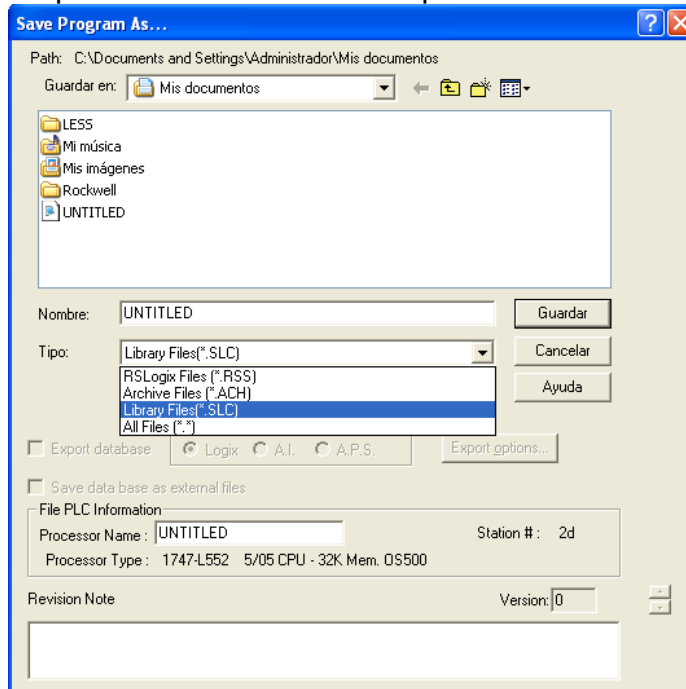 Save Program As...
Path: C:\Documents and Settings\Administrador\Mis documentos
Guardar en: Mis documentos
LESS
Mi música
Mis imágenes
Rockwell
UNTITLED
Nombre: UNTITLED Guardar
Tipo: Library Files(*.SLC) Cancelar
RSLogix Files (*.RSS)
Archive Files (*.ACH)
Library Files(*.SLC)
All Files (*.*)
Ayuda
Export database Logix A.I. A.P.S. Export options...
Save data base as external files
File PLC Information
Processor Name : UNTITLED Station # : 2d
Processor Type : 1747-L552 5/05 CPU - 32K Mem. OS500
Revision Note Version: 0